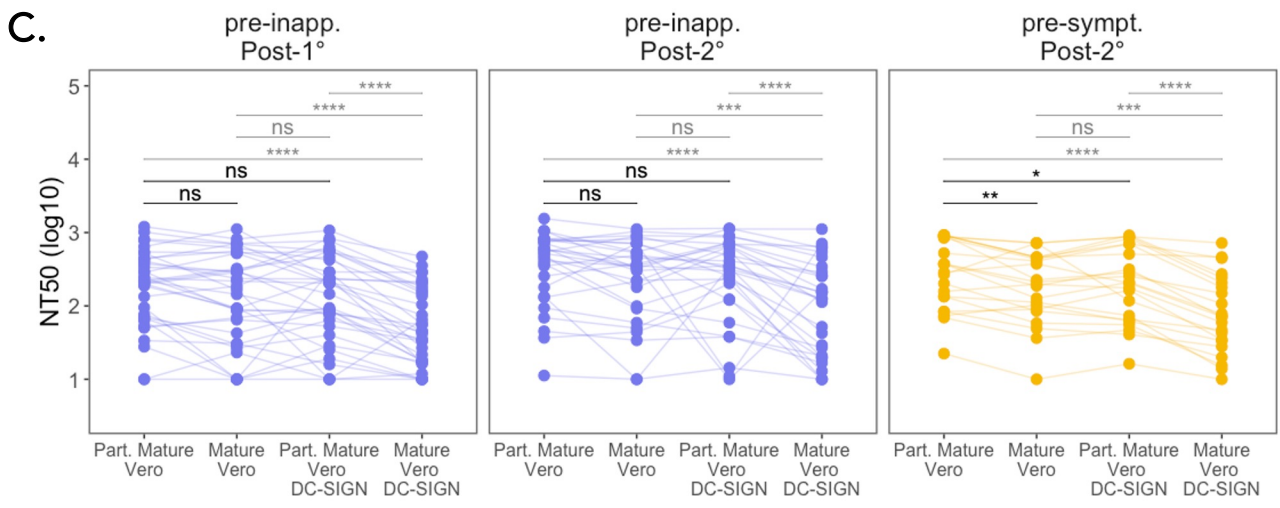 C.
pre-inapp.
Post-1°
pre-inapp.
Post-2°
pre-sympt.
Post-2°
NT50 (log10)
5
4
3
2
1
****
****
ns
****
ns
ns
****
***
ns
****
ns
ns
****
***
ns
****
*
**
Part. Mature
Vero
Mature
Vero
Part. Mature
Vero
DC-SIGN
Mature
Vero
DC-SIGN
Part. Mature
Vero
Mature
Vero
Part. Mature
Vero
DC-SIGN
Mature
Vero
DC-SIGN
Part. Mature
Vero
Mature
Vero
Part. Mature
Vero
DC-SIGN
Mature
Vero
DC-SIGN